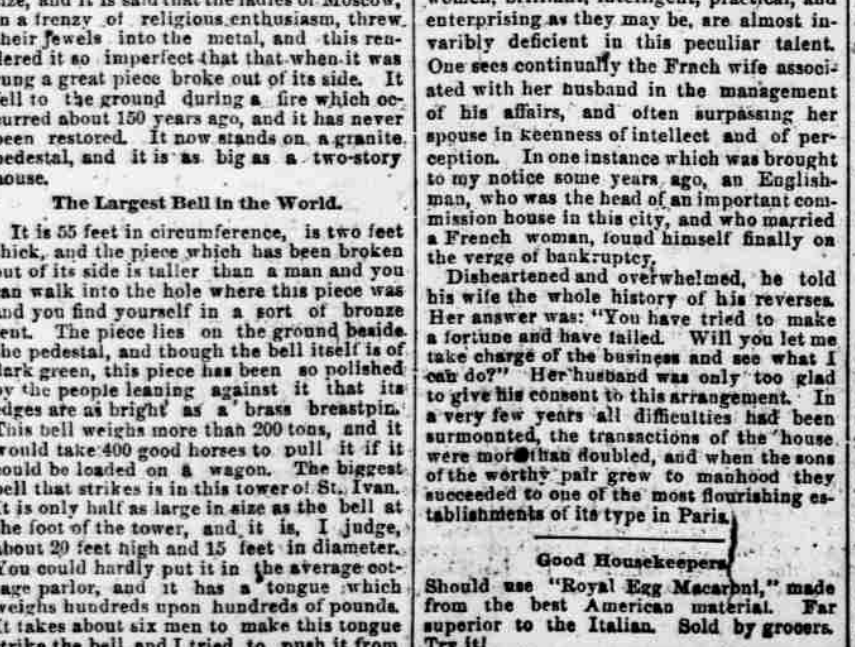 ize, and it is said that the ladies of Moscow,
in a frenzy of religious enthusiasm, threw
their jewels into the metal, and this ren-
dered it so imperfect that that when it was
rung a great piece broke out of its side. It
fell to the ground during a fire which oc-
curred about 150 years ago, and it has never
been restored. It now stands on a granite
pedestal, and it is as big as a two-story
house.
The Largest Bell in the World.
It is 55 feet in circumference, is two feet
thick, and the piece which has been broken
out of its side is taller than a man and you
can walk into the hole where this piece was
and you find yourself in a sort of bronze
tent. The piece lies on the ground beside
the pedestal, and though the bell itself is of
dark green, this piece has been so polished
by the people leaning against it that its
edges are as bright as a brass breastpin.
This bell weighs more than 200 tons, and it
would take 400 good horses to pull it if it
could be loaded on a wagon. The biggest
bell that strikes is in this tower of St. Ivan.
It is only half as large in size as the bell at
the foot of the tower, and it is, I judge,
about 20 feet high and 15 feet in diameter.
You could hardly put it in the average cot-
tage parlor, and it has a tongue which
weighs hundreds upon hundreds of pounds.
It takes about six men to make this tongue
strike the bell and I tried to push it from
women, brilliant, intelligent, practical, and
enterprising as they may be, are almost in-
varibly deficient in this peculiar talent.
One sees continually the Frnch wife associ-
ated with her husband in the management
of his affairs, and often surpassing her
spouse in keenness of intellect and of per-
ception. In one instance which was brought
to my notice some years ago, an English-
man, who was the head of an important com-
mission house in this city, and who married
a French woman, found himself finally on
the verge of bankruptcy.
Disheartened and overwhelmed, he told
his wife the whole history of his reverses.
Her answer was: "You have tried to make
a fortune and have failed. Will you let me
take charge of the business and see what I
can do?" Her husband was only too glad
to give his consent to this arrangement. In
a very few years all difficulties had been
surmounted, the transactions of the house
were more than doubled, and when the sons
of the worthy pair grew to manhood they
succeeded to one of the most flourishing es-
tablishments of its type in Paris.
Good Housekeepers
Should use "Royal Egg Macaroni," made
from the best American material. Far
superior to the Italian. Sold by grocers.
Try it!